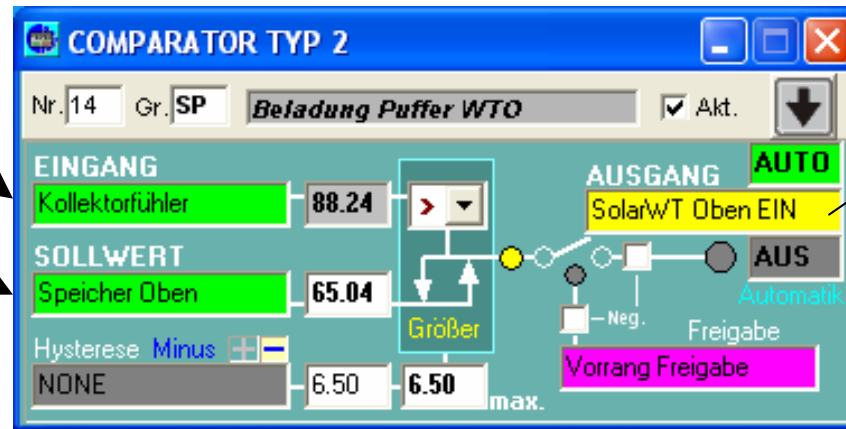 COMPARATOR TYP 2
Nr. 14 Gr. SP Beladung Puffer WTO Akt.
EINGANG
AUSGANG AUTO
Kollektorfühler 88.24 > SolarWT Oben EIN
SOLLWERT
AUS
Speicher Oben 65.04 Automatik
Größer
Neg. Freigabe
Hysterese Minus + −
Vorrang Freigabe
NONE 6.50 6.50 max.